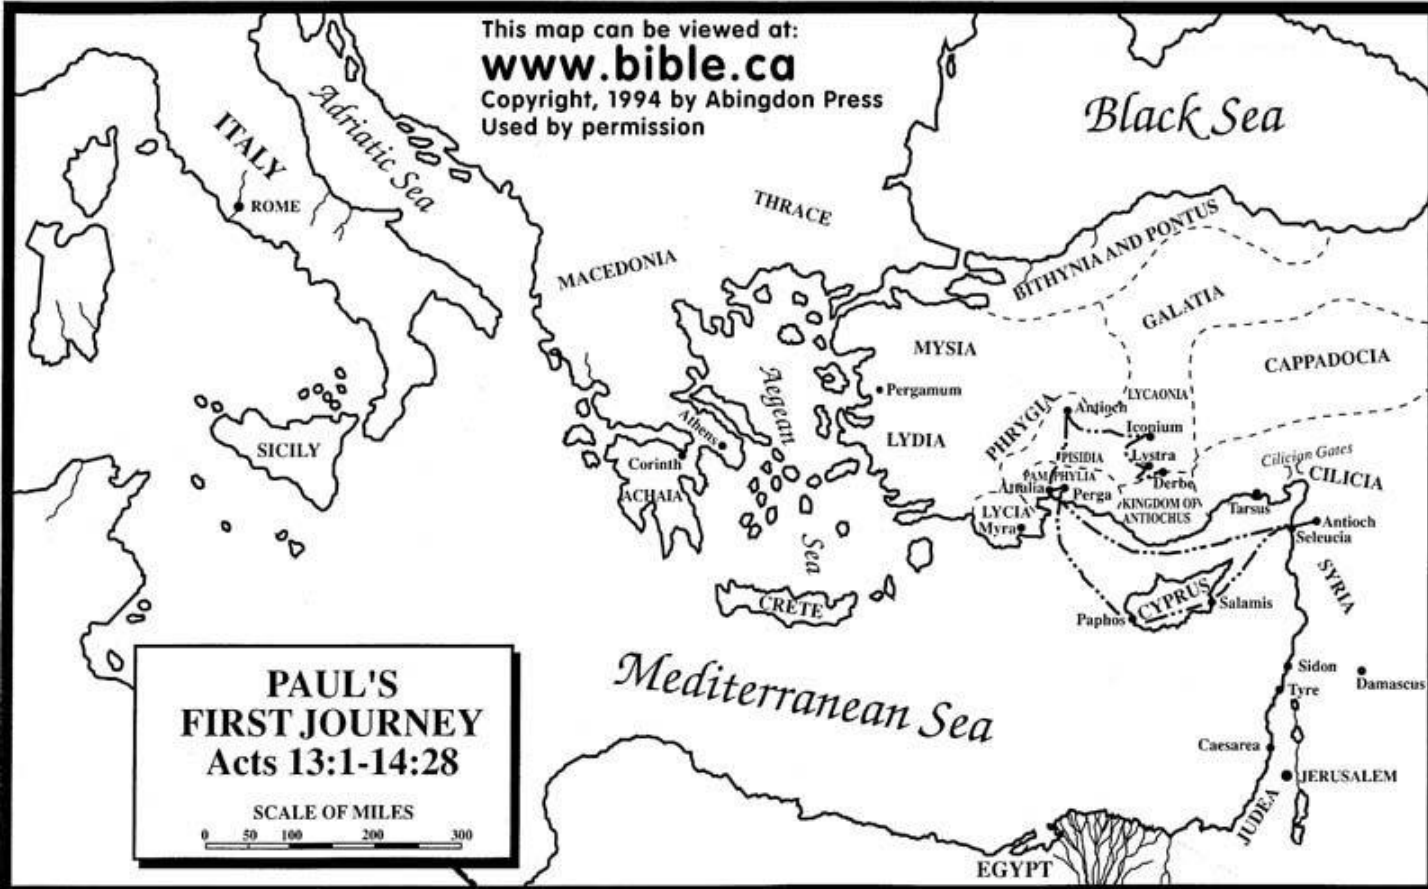 This map can be viewed at:
www.bible.ca
Copyright, 1994 by Abingdon Press
Used by permission
Black Sea
Adriatic Sea
ITALY
ROME
THRACE
MACEDONIA
BITHYNIA AND PONTUS
GALATIA
MYSIA
CAPPADOCIA
Pergamum
Aegean
Sea
LYCAONIA
PHRYGIA
Antioch
Iconium
LYDIA
Athens
SICILY
Corinth
PISIDIA
Lystra
Cilician Gates
CILICIA
PAMPHYLIA
Derbe
Attalia
Perga
ACHAIA
KINGDOM OF
ANTIOCHUS
Tarsus
LYCIA
Myra
Antioch
Seleucia
SYRIA
CRETE
CYPRUS
Salamis
Paphos
Mediterranean Sea
Sidon
Damascus
Tyre
Caesarea
JERUSALEM
JUDEA
EGYPT
PAUL'S
FIRST JOURNEY
Acts 13:1-14:28
SCALE OF MILES
0 50 100 200 300